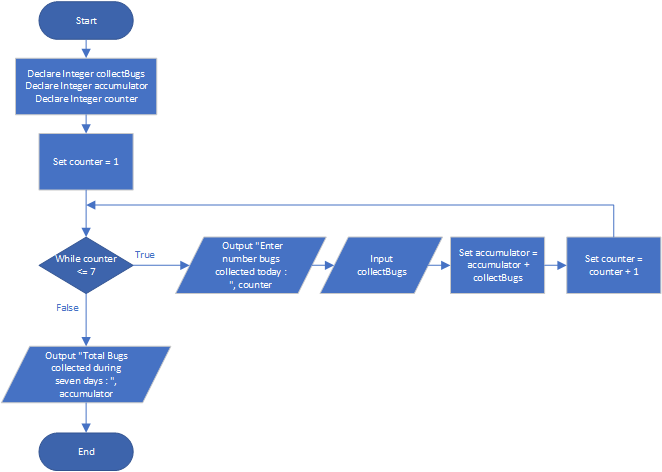 Start
Declare Integer collectBugs
Declare Integer accumulator
Declare Integer counter
Set counter = 1
While counter
<= 7
True
Output "Enter
number bugs
collected today :
", counter
Input
collectBugs
Set accumulator =
accumulator +
collectBugs
Set counter =
counter + 1
False
Output "Total Bugs
collected during
seven days : ",
accumulator
End